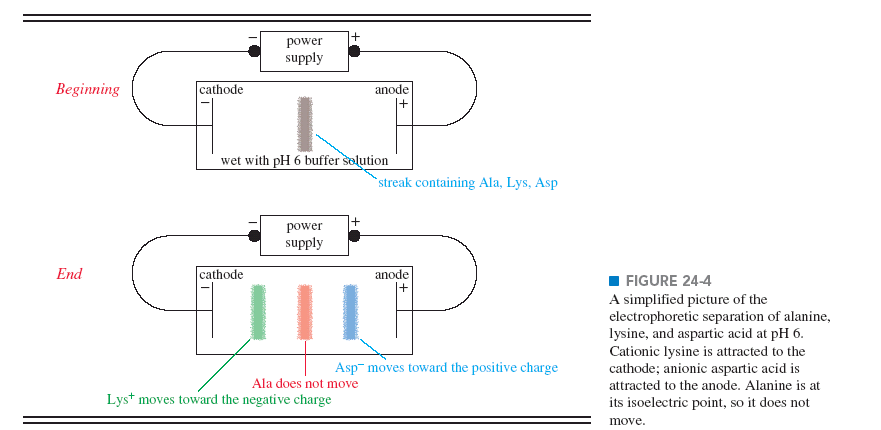 − power supply +
Beginning
cathode anode
− +
wet with pH 6 buffer solution
streak containing Ala, Lys, Asp
− power supply +
End
cathode anode
− +
Asp⁻ moves toward the positive charge
Ala does not move
Lys⁺ moves toward the negative charge
FIGURE 24-4
A simplified picture of the
electrophoretic separation of alanine,
lysine, and aspartic acid at pH 6.
Cationic lysine is attracted to the
cathode; anionic aspartic acid is
attracted to the anode. Alanine is at
its isoelectric point, so it does not
move.